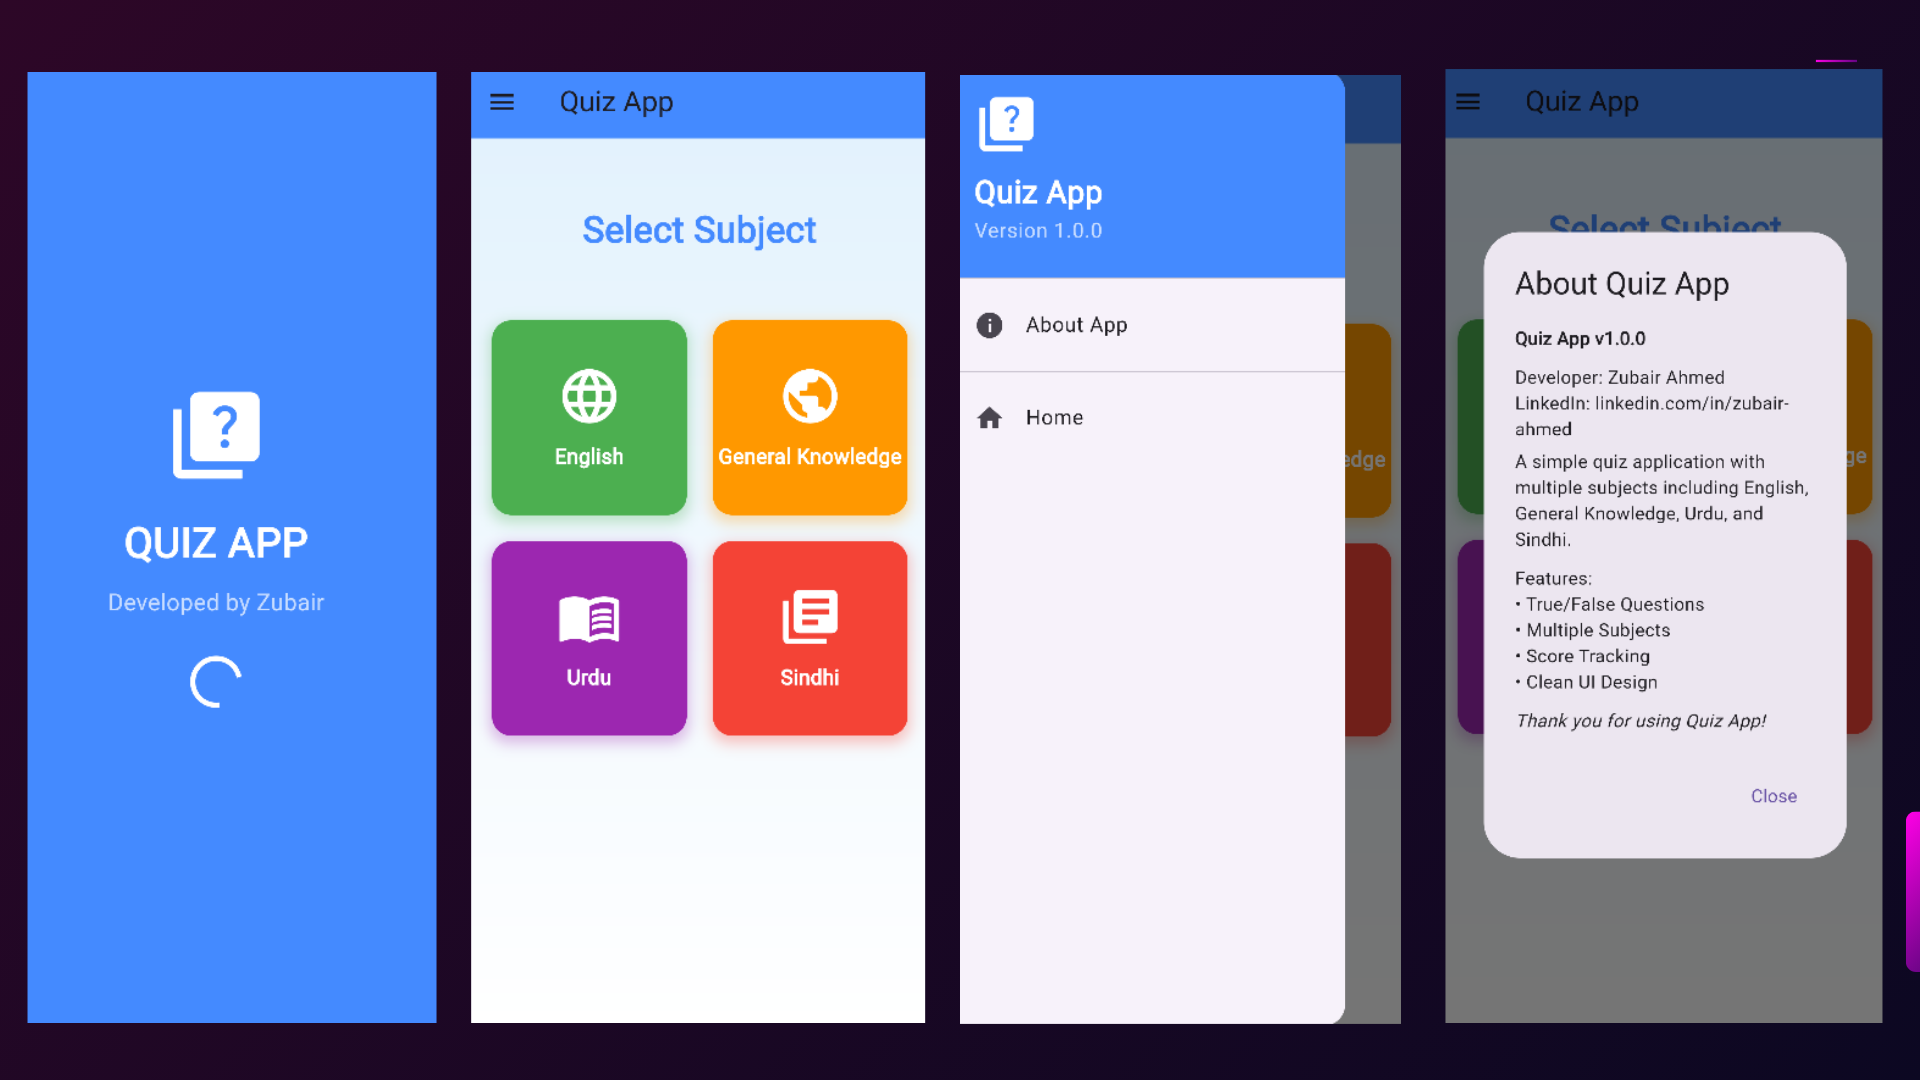 ?
QUIZ APP
Developed by Zubair
Quiz App
Select Subject
English
General Knowledge
Urdu
Sindhi
?
Quiz App
Version 1.0.0
About App
Home
edge
Quiz App
Select Subject
ge
About Quiz App
Quiz App v1.0.0
Developer: Zubair Ahmed
LinkedIn: linkedin.com/in/zubair-
ahmed
A simple quiz application with
multiple subjects including English,
General Knowledge, Urdu, and
Sindhi.
Features:
• True/False Questions
• Multiple Subjects
• Score Tracking
• Clean UI Design
Thank you for using Quiz App!
Close